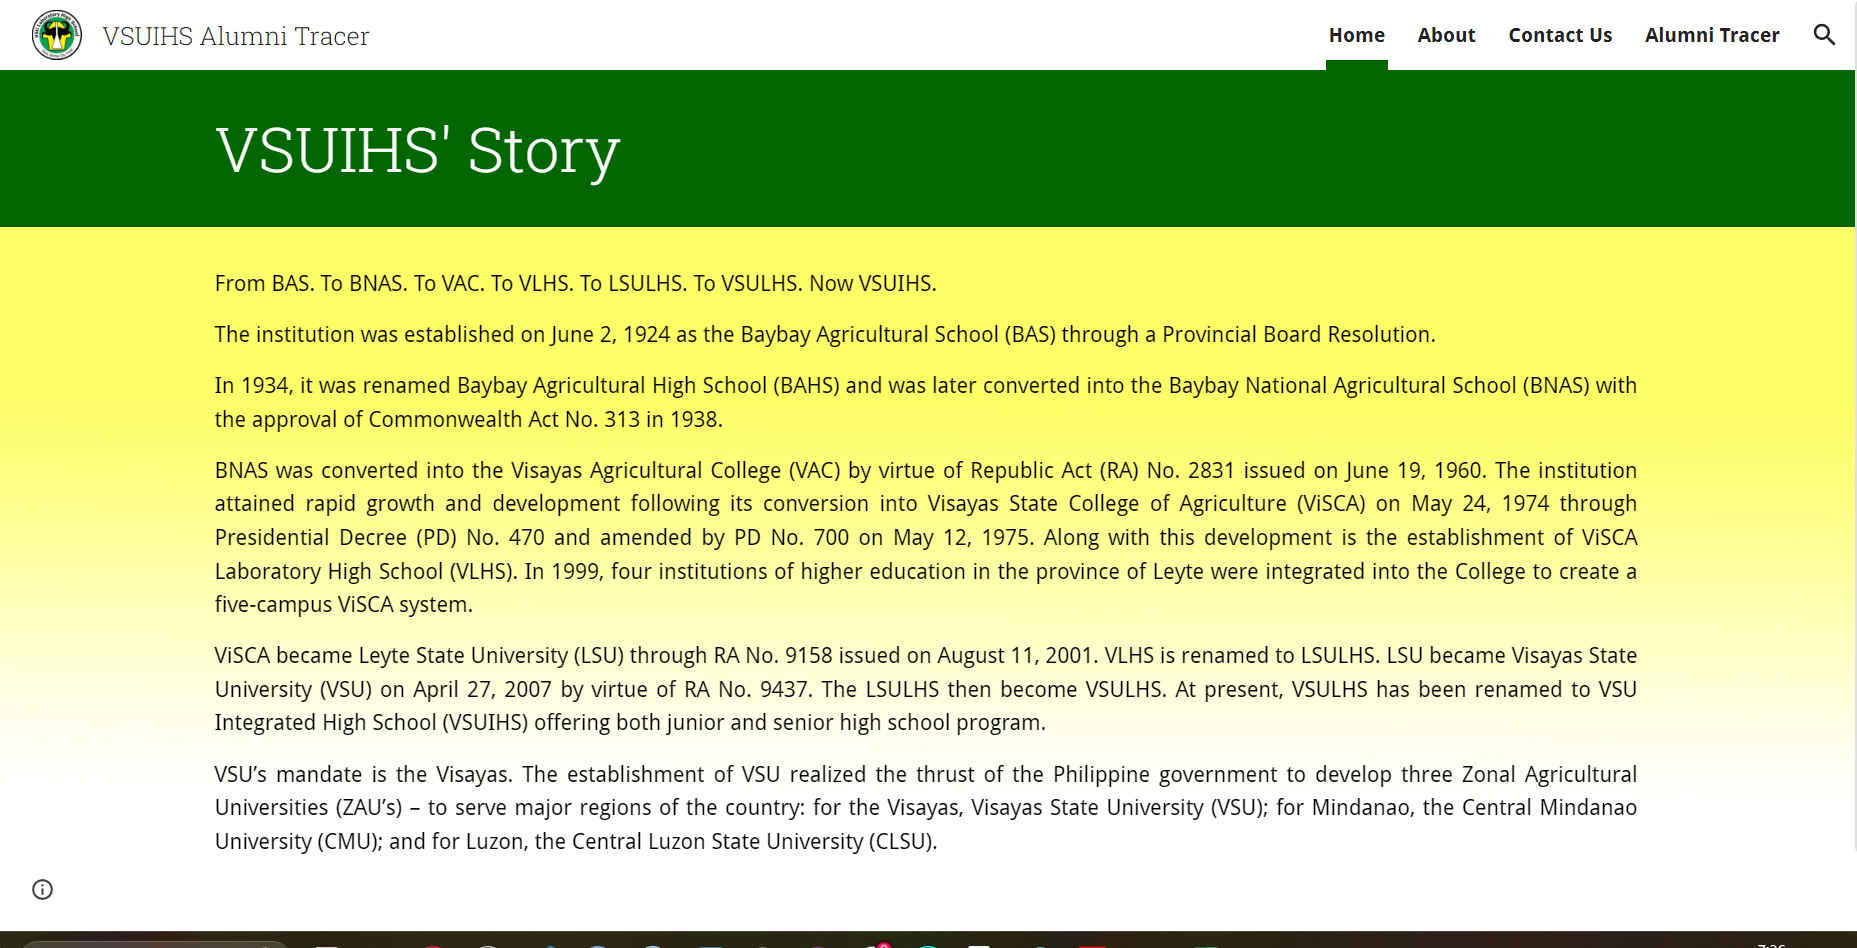 VSUIHS Alumni Tracer
Home
About
Contact Us
Alumni Tracer
VSUIHS' Story
From BAS. To BNAS. To VAC. To VLHS. To LSULHS. To VSULHS. Now VSUIHS.
The institution was established on June 2, 1924 as the Baybay Agricultural School (BAS) through a Provincial Board Resolution.
In 1934, it was renamed Baybay Agricultural High School (BAHS) and was later converted into the Baybay National Agricultural School (BNAS) with
the approval of Commonwealth Act No. 313 in 1938.
BNAS was converted into the Visayas Agricultural College (VAC) by virtue of Republic Act (RA) No. 2831 issued on June 19, 1960. The institution
attained rapid growth and development following its conversion into Visayas State College of Agriculture (ViSCA) on May 24, 1974 through
Presidential Decree (PD) No. 470 and amended by PD No. 700 on May 12, 1975. Along with this development is the establishment of ViSCA
Laboratory High School (VLHS). In 1999, four institutions of higher education in the province of Leyte were integrated into the College to create a
five-campus ViSCA system.
ViSCA became Leyte State University (LSU) through RA No. 9158 issued on August 11, 2001. VLHS is renamed to LSULHS. LSU became Visayas State
University (VSU) on April 27, 2007 by virtue of RA No. 9437. The LSULHS then become VSULHS. At present, VSULHS has been renamed to VSU
Integrated High School (VSUIHS) offering both junior and senior high school program.
VSU’s mandate is the Visayas. The establishment of VSU realized the thrust of the Philippine government to develop three Zonal Agricultural
Universities (ZAU’s) – to serve major regions of the country: for the Visayas, Visayas State University (VSU); for Mindanao, the Central Mindanao
University (CMU); and for Luzon, the Central Luzon State University (CLSU).